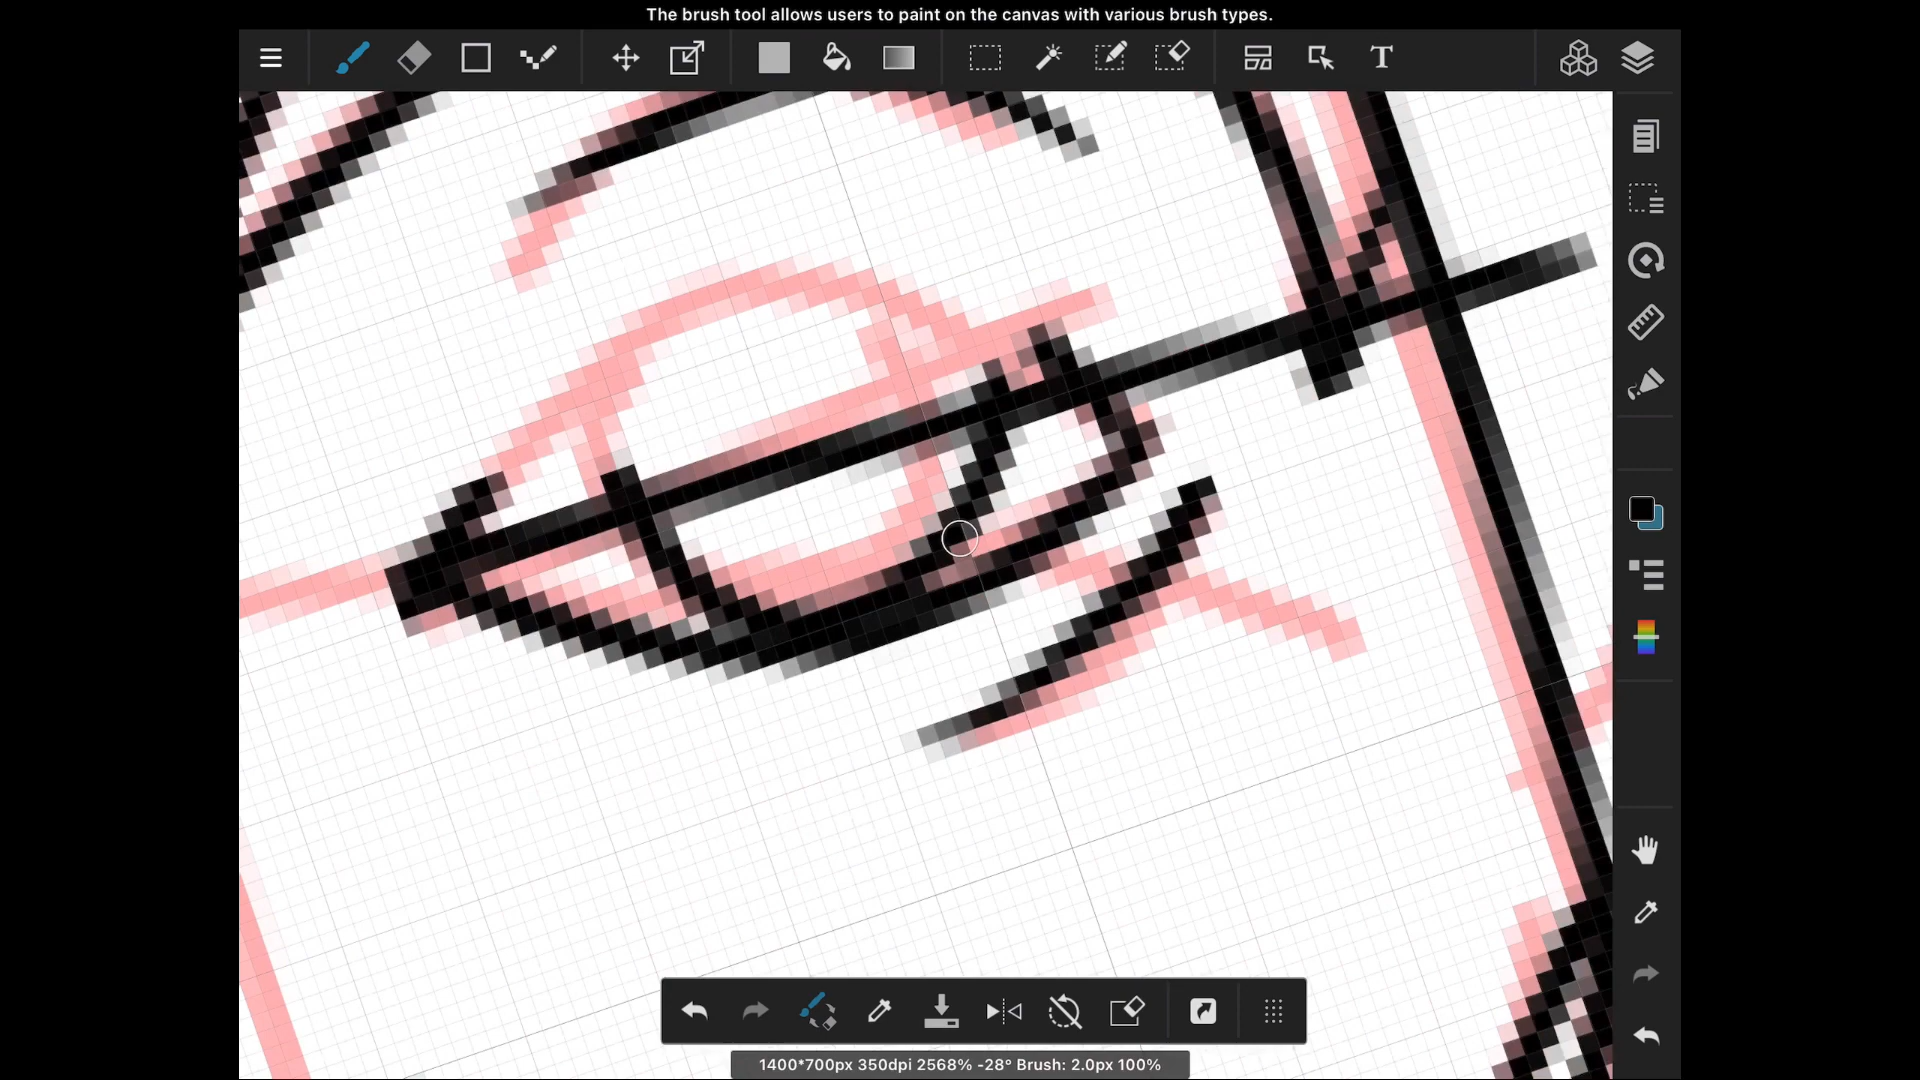 The brush tool allows users to paint on the canvas with various brush types.
T
1400*700px 350dpi 2568% -28° Brush: 2.0px 100%